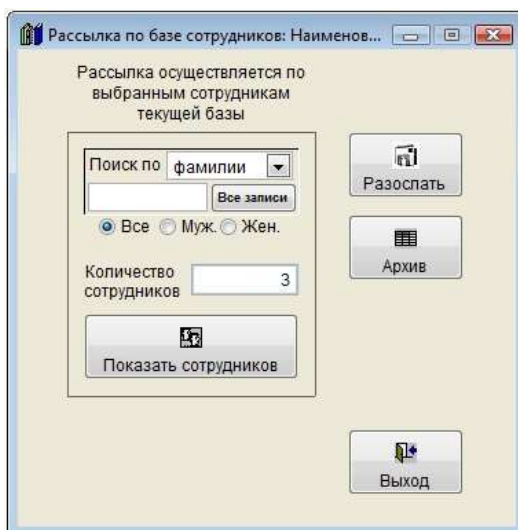 Рассылка по базе сотрудников: Наименов...
Рассылка осуществляется по
выбранным сотрудникам
текущей базы
Поиск по фамилии
Все записи
Все Муж. Жен.
Количество
сотрудников
3
Показать сотрудников
Разослать
Архив
Выход